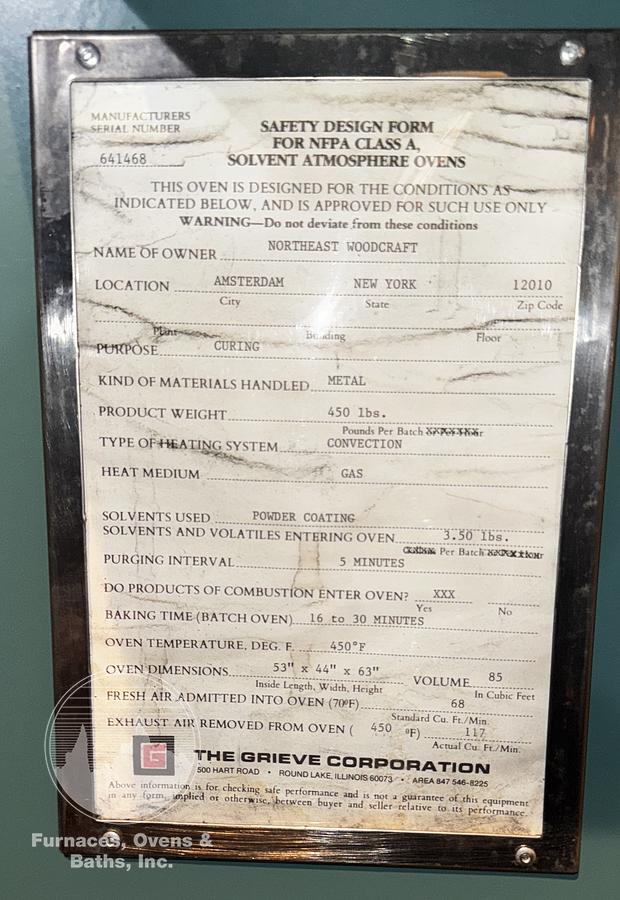 MANUFACTURERS
SERIAL NUMBER
641468
SAFETY DESIGN FORM
FOR NFPA CLASS A,
SOLVENT ATMOSPHERE OVENS
THIS OVEN IS DESIGNED FOR THE CONDITIONS AS
INDICATED BELOW, AND IS APPROVED FOR SUCH USE ONLY
WARNING—Do not deviate from these conditions
NAME OF OWNER NORTHEAST WOODCRAFT
LOCATION AMSTERDAM NEW YORK 12010
City State Zip Code
Plant Building Floor
PURPOSE CURING
KIND OF MATERIALS HANDLED METAL
PRODUCT WEIGHT 450 lbs.
Pounds Per Batch
TYPE OF HEATING SYSTEM CONVECTION
HEAT MEDIUM GAS
SOLVENTS USED POWDER COATING
SOLVENTS AND VOLATILES ENTERING OVEN 3.50 lbs.
Per Batch
PURGING INTERVAL 5 MINUTES
DO PRODUCTS OF COMBUSTION ENTER OVEN? XXX
Yes No
BAKING TIME (BATCH OVEN) 16 to 30 MINUTES
OVEN TEMPERATURE, DEG. F. 450°F
OVEN DIMENSIONS 53" x 44" x 63" VOLUME 85
Inside Length, Width, Height In Cubic Feet
FRESH AIR ADMITTED INTO OVEN (70°F) 68
Standard Cu. Ft./Min.
EXHAUST AIR REMOVED FROM OVEN ( 450 °F) 117
Actual Cu. Ft./Min.
G THE GRIEVE CORPORATION
500 HART ROAD • ROUND LAKE, ILLINOIS 60073 • AREA 847 546-8225
Above information is for checking safe performance and is not a guarantee of this equipment
in any form, implied or otherwise, between buyer and seller relative to its performance.
Furnaces, Ovens &
Baths, Inc.